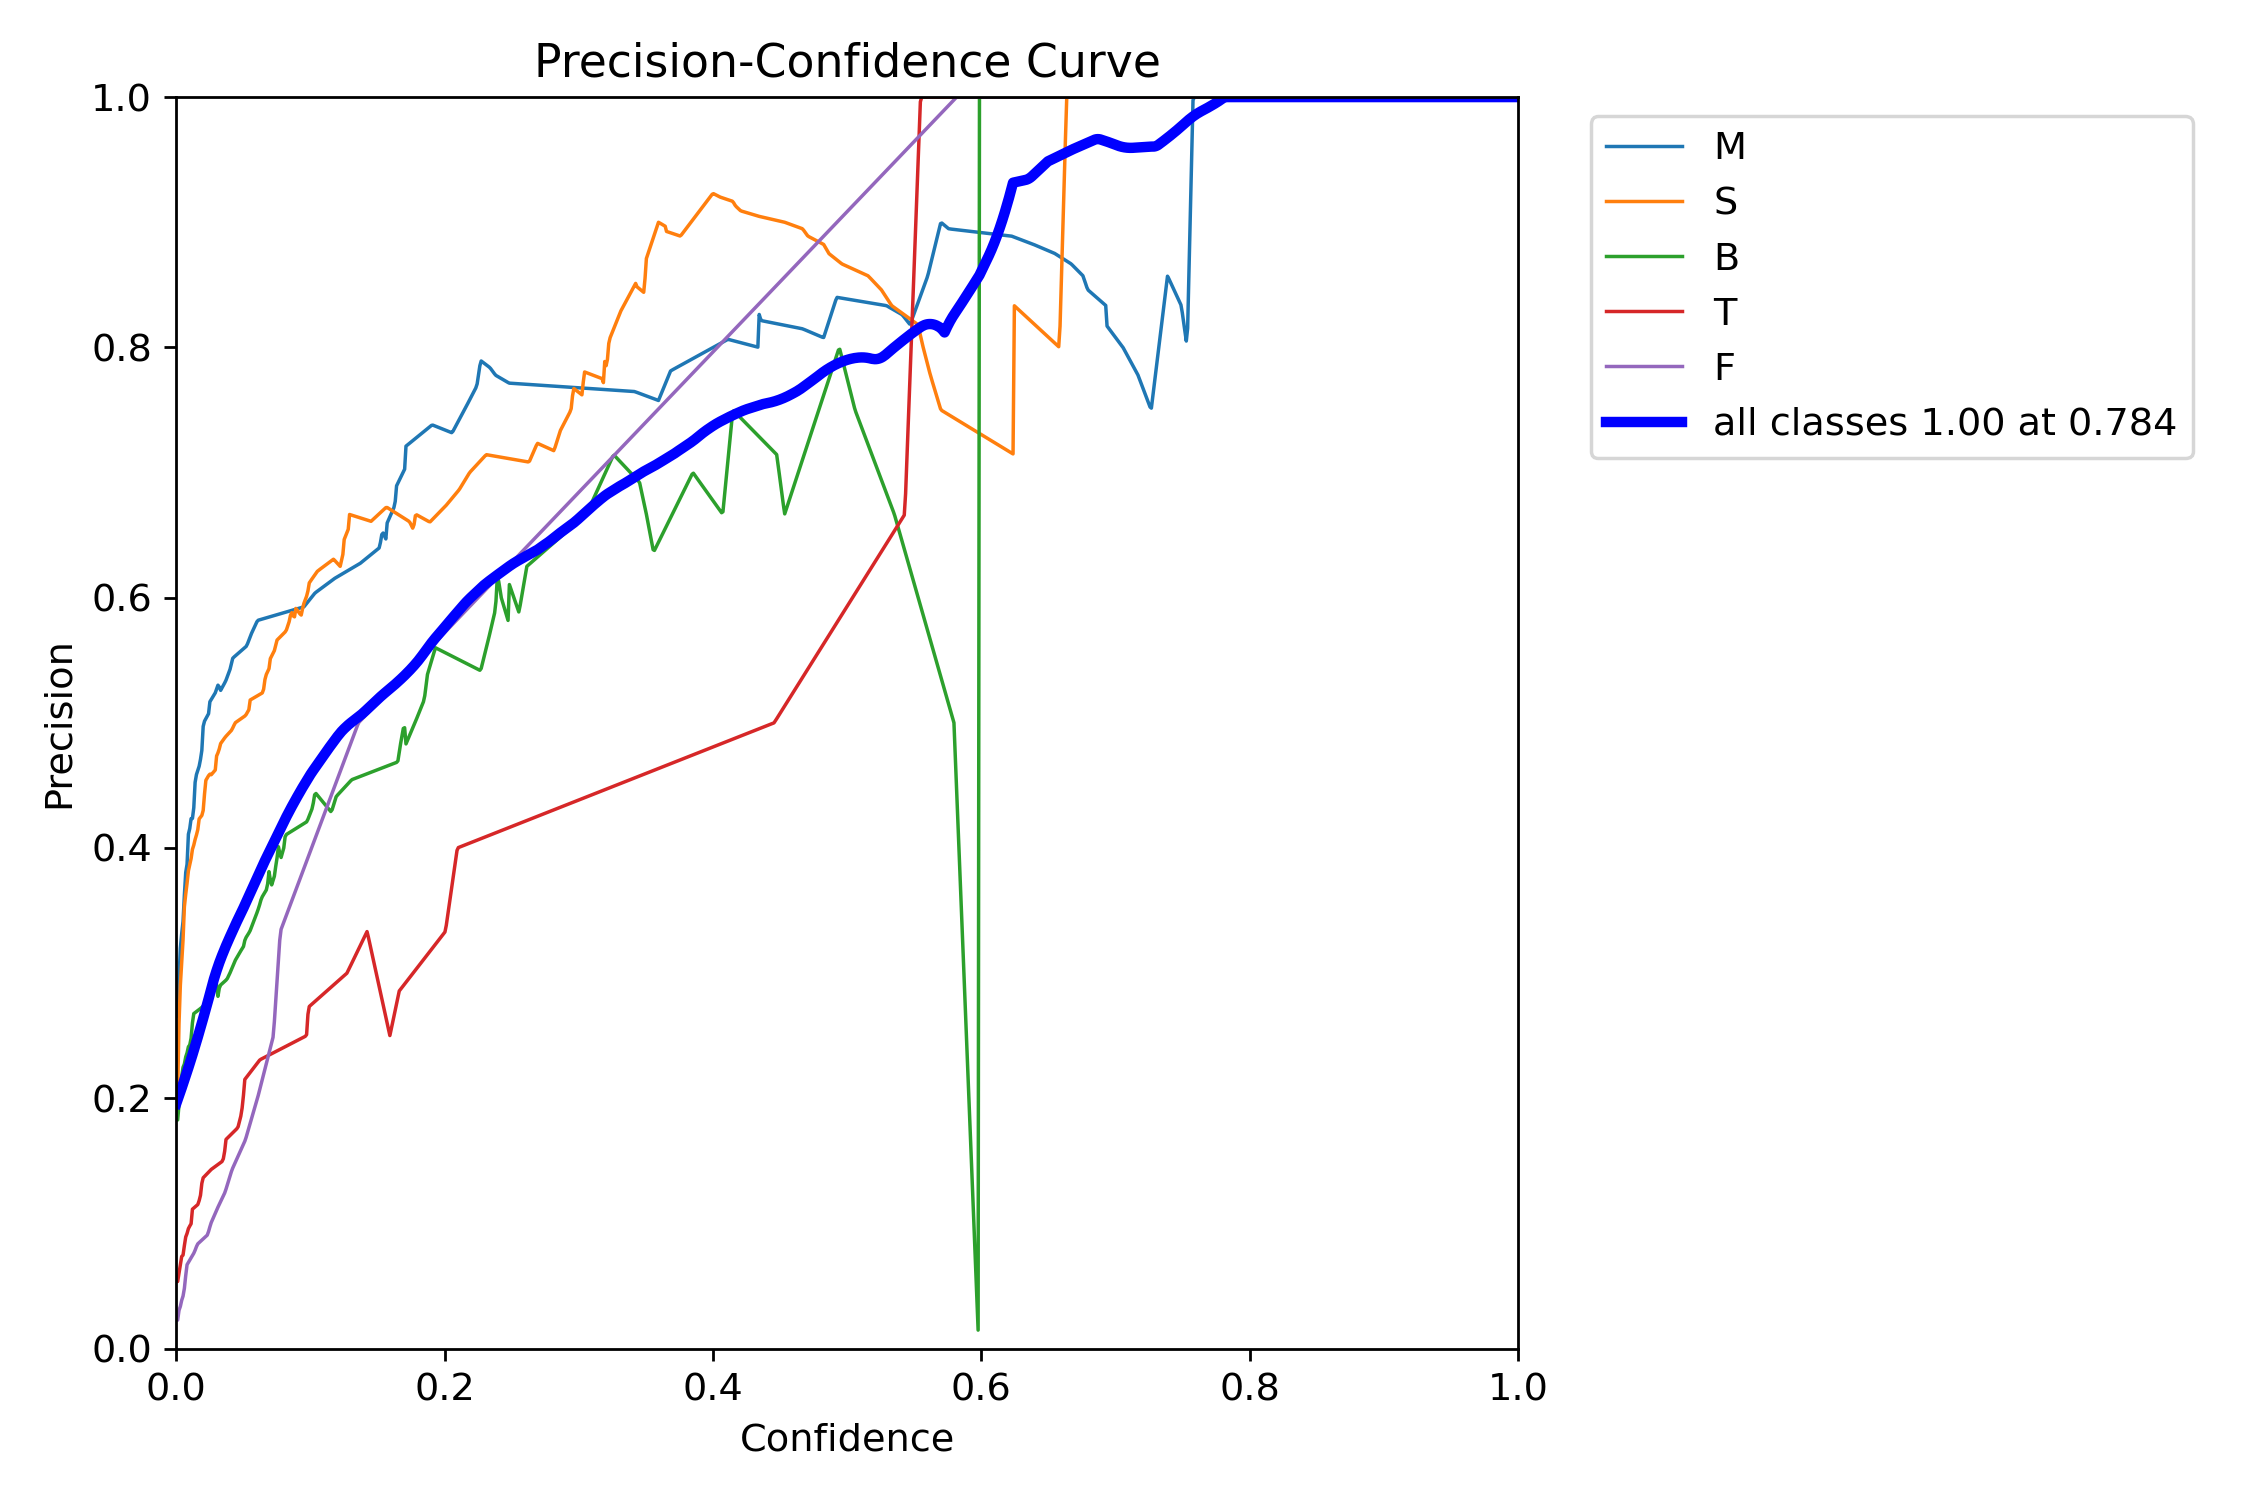 Precision-Confidence Curve
1.0
0.8
0.6
0.4
0.2
0.0
Precision
0.0 0.2 0.4 0.6 0.8 1.0
Confidence
M
S
B
T
F
all classes 1.00 at 0.784